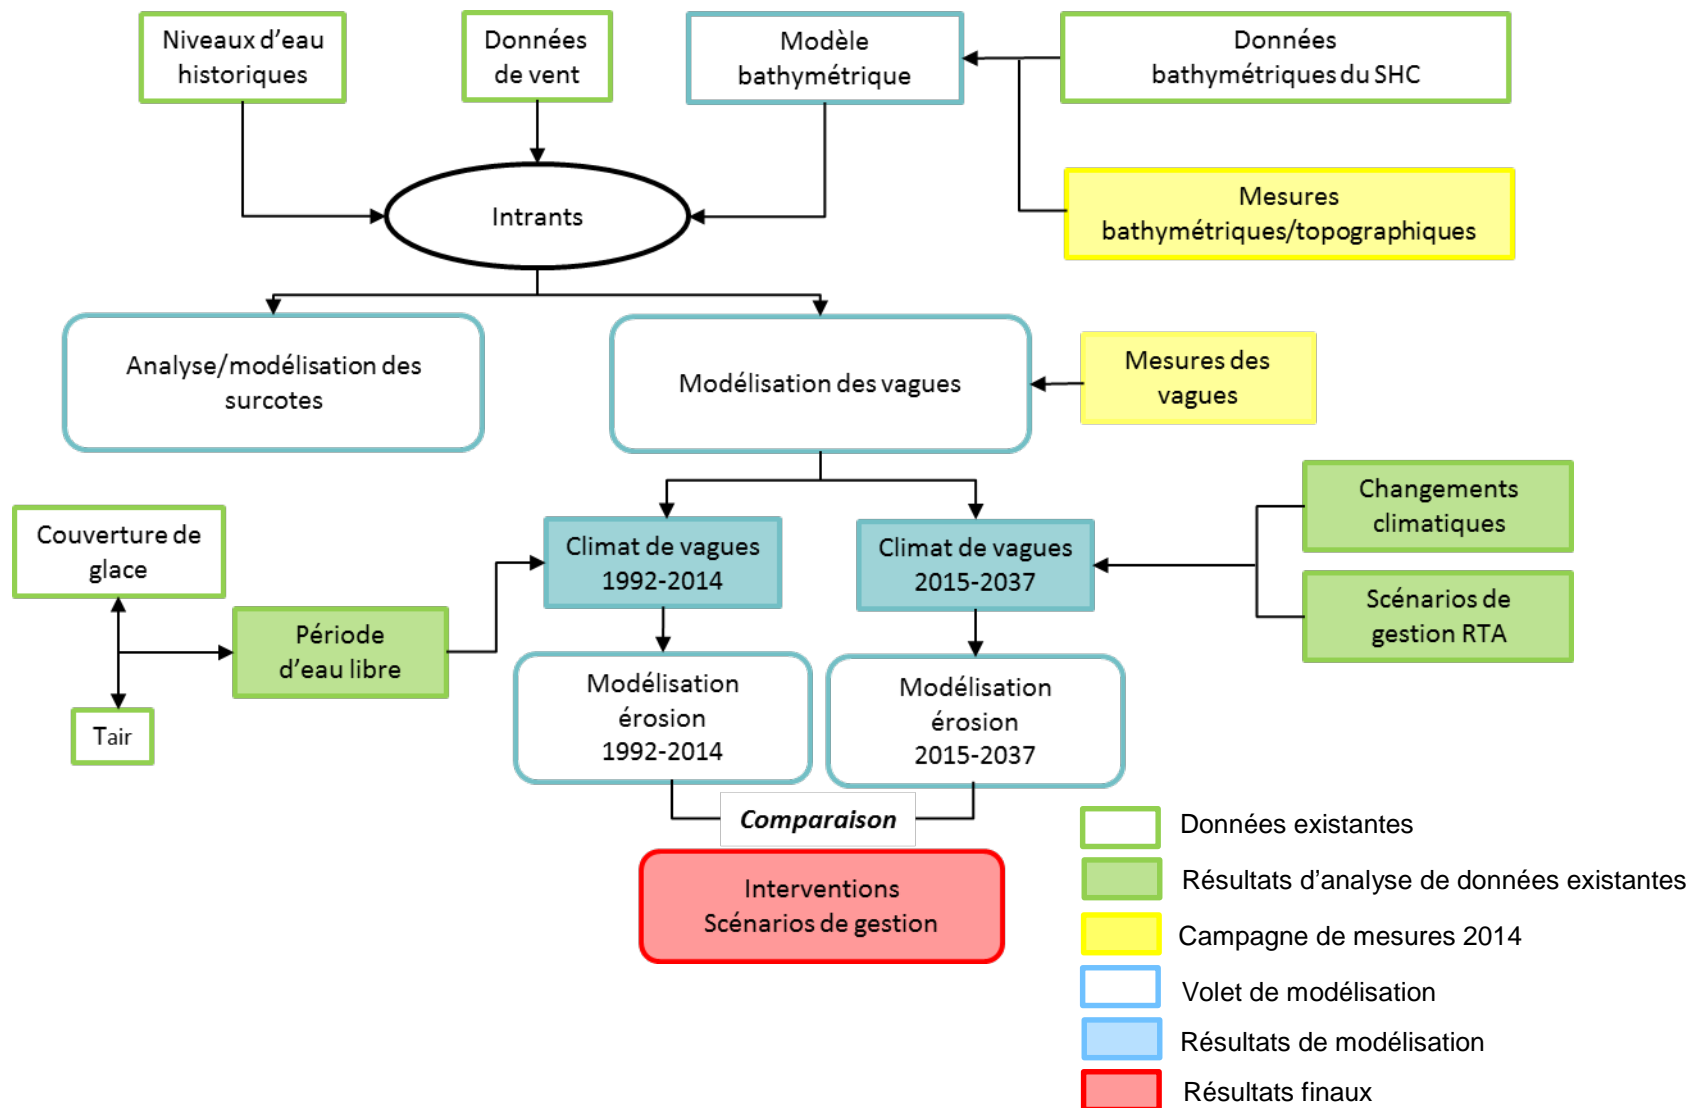 Niveaux d'eau
historiques
Données
de vent
Modèle
bathymétrique
Données
bathymétriques du SHC
Mesures
bathymétriques/topographiques
Intrants
Analyse/modélisation des
surcotes
Modélisation des vagues
Mesures des
vagues
Changements
climatiques
Couverture de
glace
Climat de vagues
1992-2014
Climat de vagues
2015-2037
Scénarios de
gestion RTA
Période
d'eau libre
Tair
Modélisation
érosion
1992-2014
Modélisation
érosion
2015-2037
Comparaison
Interventions
Scénarios de gestion
Données existantes
Résultats d'analyse de données existantes
Campagne de mesures 2014
Volet de modélisation
Résultats de modélisation
Résultats finaux